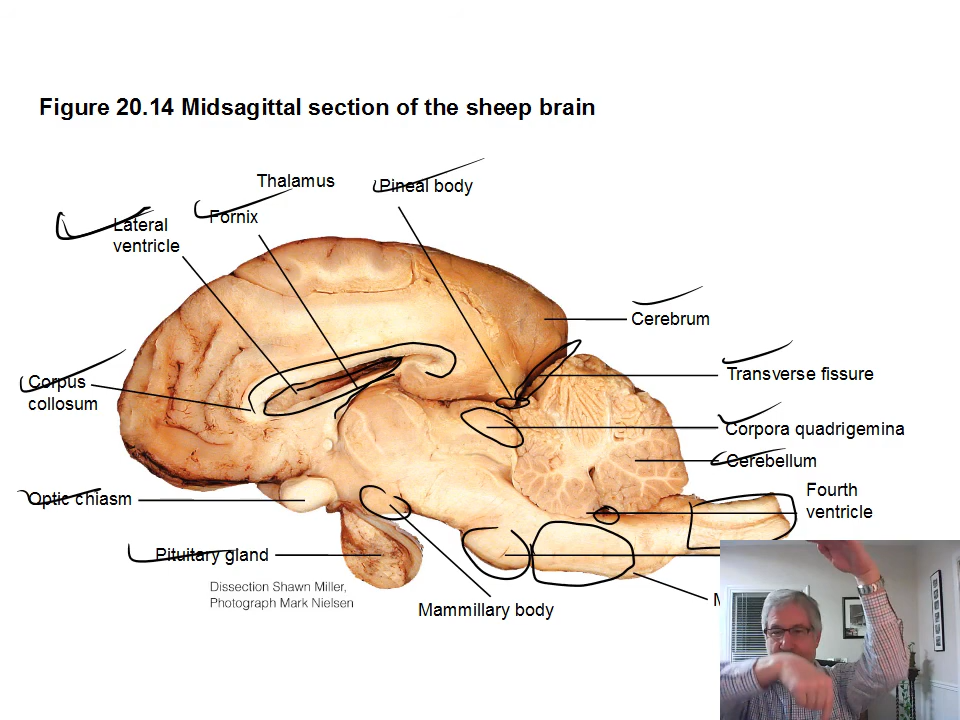 Figure 20.14 Midsagittal section of the sheep brain
Thalamus
Pineal body
Lateral
ventricle
Fornix
Cerebrum
Transverse fissure
Corpus
collosum
Corpora quadrigemina
Cerebellum
Optic chiasm
Fourth
ventricle
Pituitary gland
Dissection Shawn Miller,
Photograph Mark Nielsen
Mammillary body